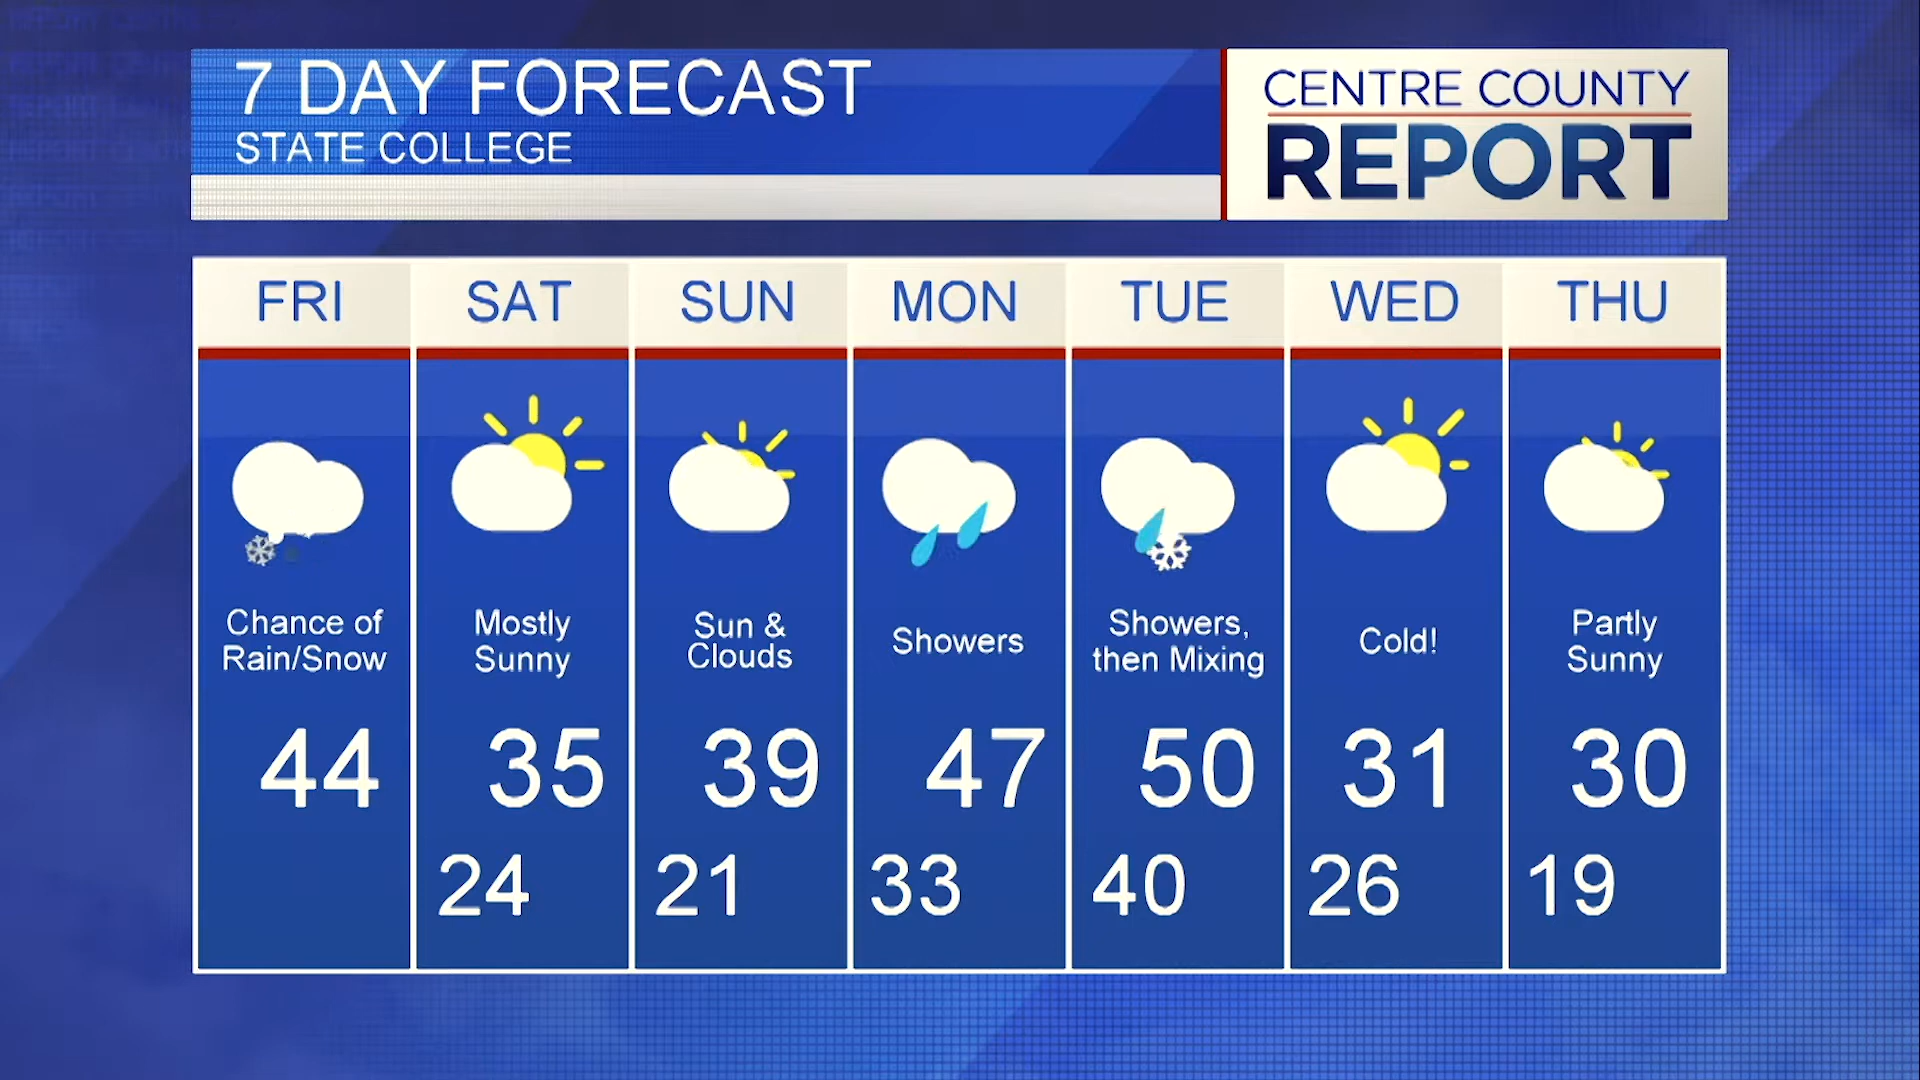 7 DAY FORECAST
STATE COLLEGE
CENTRE COUNTY
REPORT
FRI
SAT
SUN
MON
TUE
WED
THU
Chance of
Rain/Snow
Mostly
Sunny
Sun &
Clouds
Showers
Showers,
then Mixing
Cold!
Partly
Sunny
44
35
39
47
50
31
30
24
21
33
40
26
19